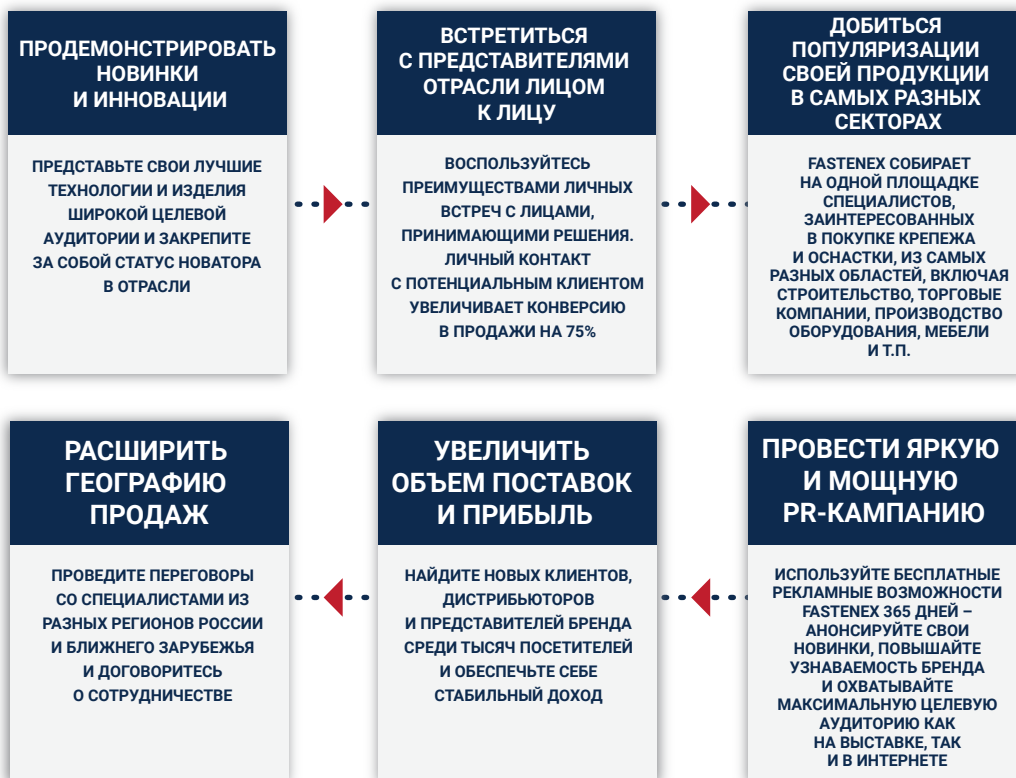 ПРОДЕМОНСТРИРОВАТЬ
НОВИНКИ
И ИННОВАЦИИ
ПРЕДСТАВЬТЕ СВОИ ЛУЧШИЕ
ТЕХНОЛОГИИ И ИЗДЕЛИЯ
ШИРОКОЙ ЦЕЛЕВОЙ
АУДИТОРИИ И ЗАКРЕПИТЕ
ЗА СОБОЙ СТАТУС НОВАТОРА
В ОТРАСЛИ
ВСТРЕТИТЬСЯ
С ПРЕДСТАВИТЕЛЯМИ
ОТРАСЛИ ЛИЦОМ
К ЛИЦУ
ВОСПОЛЬЗУЙТЕСЬ
ПРЕИМУЩЕСТВАМИ ЛИЧНЫХ
ВСТРЕЧ С ЛИЦАМИ,
ПРИНИМАЮЩИМИ РЕШЕНИЯ.
ЛИЧНЫЙ КОНТАКТ
С ПОТЕНЦИАЛЬНЫМ КЛИЕНТОМ
УВЕЛИЧИВАЕТ КОНВЕРСИЮ
В ПРОДАЖИ НА 75%
ДОБИТЬСЯ
ПОПУЛЯРИЗАЦИИ
СВОЕЙ ПРОДУКЦИИ
В САМЫХ РАЗНЫХ
СЕКТОРАХ
FASTENEX СОБИРАЕТ
НА ОДНОЙ ПЛОЩАДКЕ
СПЕЦИАЛИСТОВ,
ЗАИНТЕРЕСОВАННЫХ
В ПОКУПКЕ КРЕПЕЖА
И ОСНАСТКИ, ИЗ САМЫХ
РАЗНЫХ ОБЛАСТЕЙ, ВКЛЮЧАЯ
СТРОИТЕЛЬСТВО, ТОРГОВЫЕ
КОМПАНИИ, ПРОИЗВОДСТВО
ОБОРУДОВАНИЯ, МЕБЕЛИ
И Т.П.
РАСШИРИТЬ
ГЕОГРАФИЮ
ПРОДАЖ
ПРОВЕДИТЕ ПЕРЕГОВОРЫ
СО СПЕЦИАЛИСТАМИ ИЗ
РАЗНЫХ РЕГИОНОВ РОССИИ
И БЛИЖНЕГО ЗАРУБЕЖЬЯ
И ДОГОВОРИТЕСЬ
О СОТРУДНИЧЕСТВЕ
УВЕЛИЧИТЬ
ОБЪЕМ ПОСТАВОК
И ПРИБЫЛЬ
НАЙДИТЕ НОВЫХ КЛИЕНТОВ,
ДИСТРИБЬЮТОРОВ
И ПРЕДСТАВИТЕЛЕЙ БРЕНДА
СРЕДИ ТЫСЯЧ ПОСЕТИТЕЛЕЙ
И ОБЕСПЕЧЬТЕ СЕБЕ
СТАБИЛЬНЫЙ ДОХОД
ПРОВЕСТИ ЯРКУЮ
И МОЩНУЮ
PR-КАМПАНИЮ
ИСПОЛЬЗУЙТЕ БЕСПЛАТНЫЕ
РЕКЛАМНЫЕ ВОЗМОЖНОСТИ
FASTENEX 365 ДНЕЙ –
АНОНСИРУЙТЕ СВОИ
НОВИНКИ, ПОВЫШАЙТЕ
УЗНАВАЕМОСТЬ БРЕНДА
И ОХВАТЫВАЙТЕ
МАКСИМАЛЬНУЮ ЦЕЛЕВУЮ
АУДИТОРИЮ КАК
НА ВЫСТАВКЕ, ТАК
И В ИНТЕРНЕТЕ